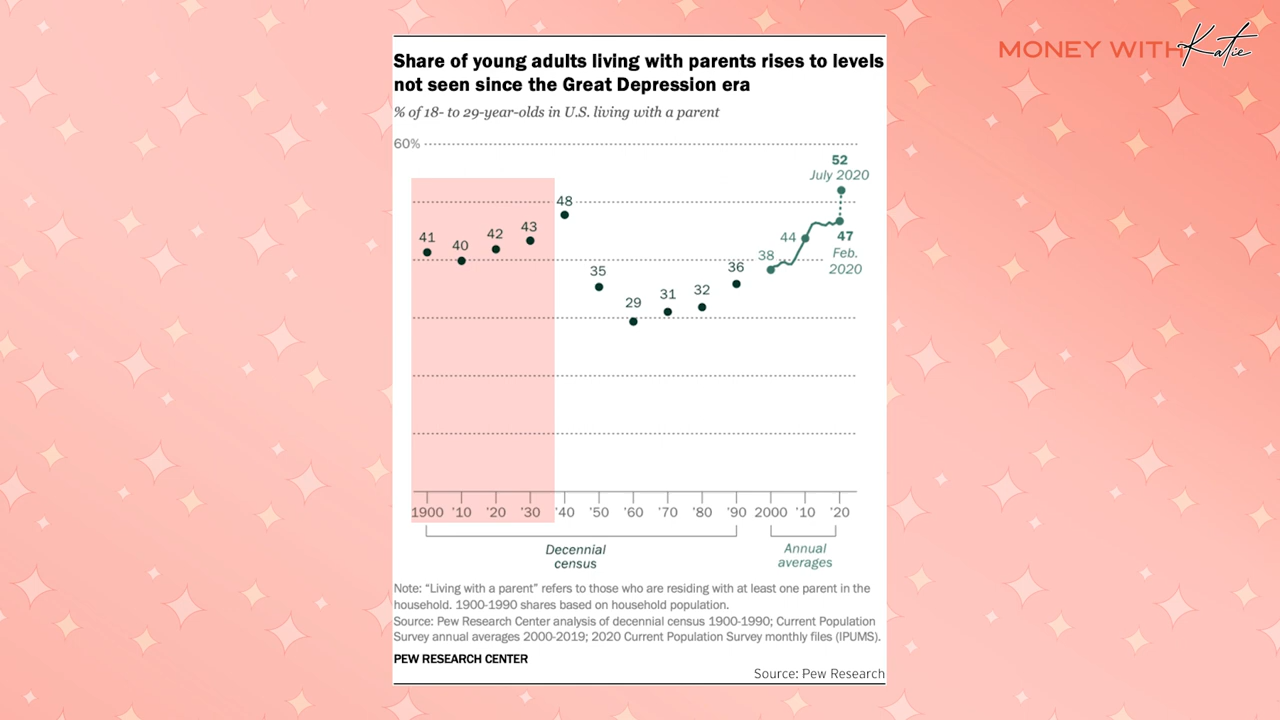 MONEY WITH Katie
Share of young adults living with parents rises to levels
not seen since the Great Depression era
% of 18- to 29-year-olds in U.S. living with a parent
60%
52
July 2020
48
41
40
42
43
44
47
Feb.
2020
38
35
36
29
31
32
1900 '10 '20 '30 '40 '50 '60 '70 '80 '90 2000 '10 '20
Decennial
census
Annual
averages
Note: “Living with a parent” refers to those who are residing with at least one parent in the
household. 1900-1990 shares based on household population.
Source: Pew Research Center analysis of decennial census 1900-1990; Current Population
Survey annual averages 2000-2019; 2020 Current Population Survey monthly files (IPUMS).
PEW RESEARCH CENTER
Source: Pew Research